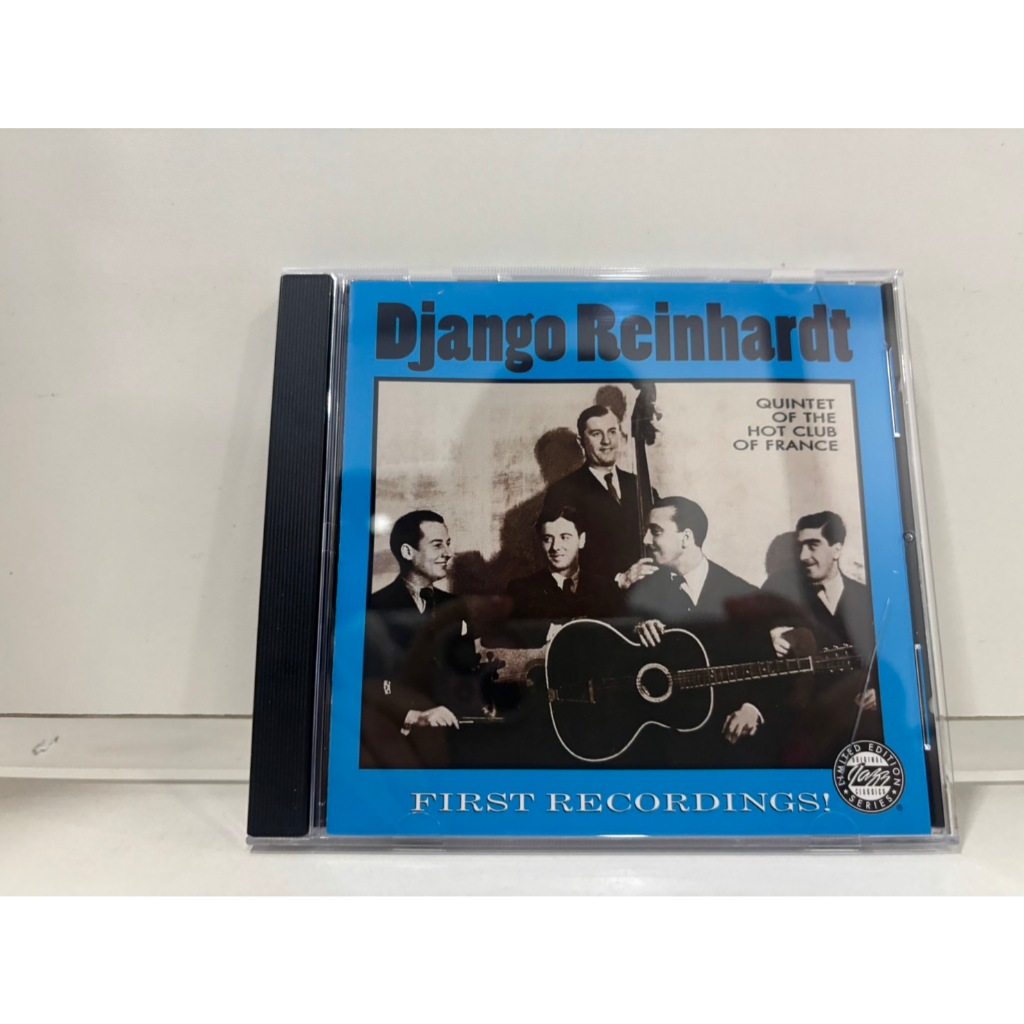 Django Reinhardt
QUINTET
OF THE
HOT CLUB
OF FRANCE
FIRST RECORDINGS!
LIMITED EDITION
ORIGINAL
Jazz
CLASSICS
SERIES
®